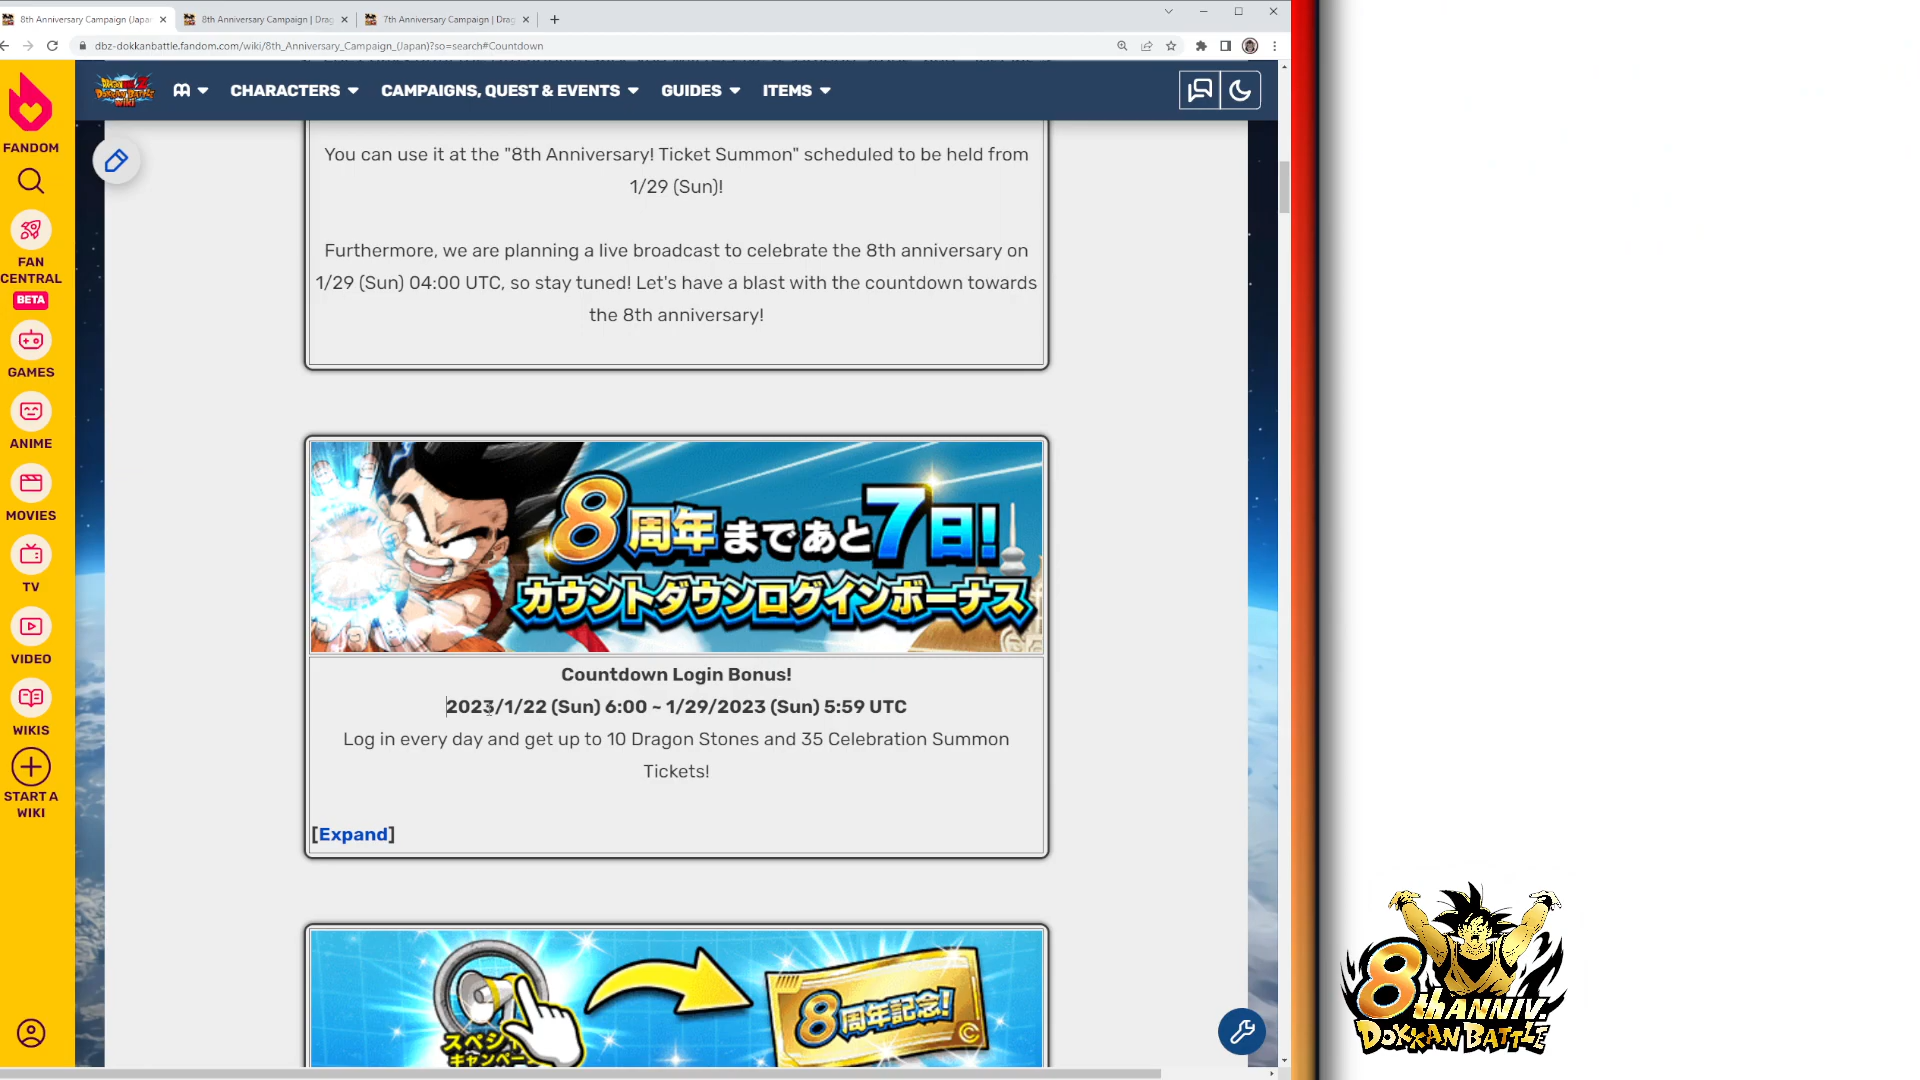 8th Anniversary Campaign (Japan
8th Anniversary Campaign | Drag
7th Anniversary Campaign | Drag
dbz-dokkanbattle.fandom.com/wiki/8th_Anniversary_Campaign_(Japan)?so=search#Countdown
CHARACTERS
CAMPAIGNS, QUEST & EVENTS
GUIDES
ITEMS
FANDOM
FAN CENTRAL
BETA
GAMES
ANIME
MOVIES
TV
VIDEO
WIKIS
START A WIKI
You can use it at the "8th Anniversary! Ticket Summon" scheduled to be held from
1/29 (Sun)!
Furthermore, we are planning a live broadcast to celebrate the 8th anniversary on
1/29 (Sun) 04:00 UTC, so stay tuned! Let's have a blast with the countdown towards
the 8th anniversary!
8周年まであと7日!
カウントダウンログインボーナス
Countdown Login Bonus!
2023/1/22 (Sun) 6:00 ~ 1/29/2023 (Sun) 5:59 UTC
Log in every day and get up to 10 Dragon Stones and 35 Celebration Summon
Tickets!
[Expand]
8周年記念!
キャンペーン
8thANNIV.
DOKKAN BATTLE